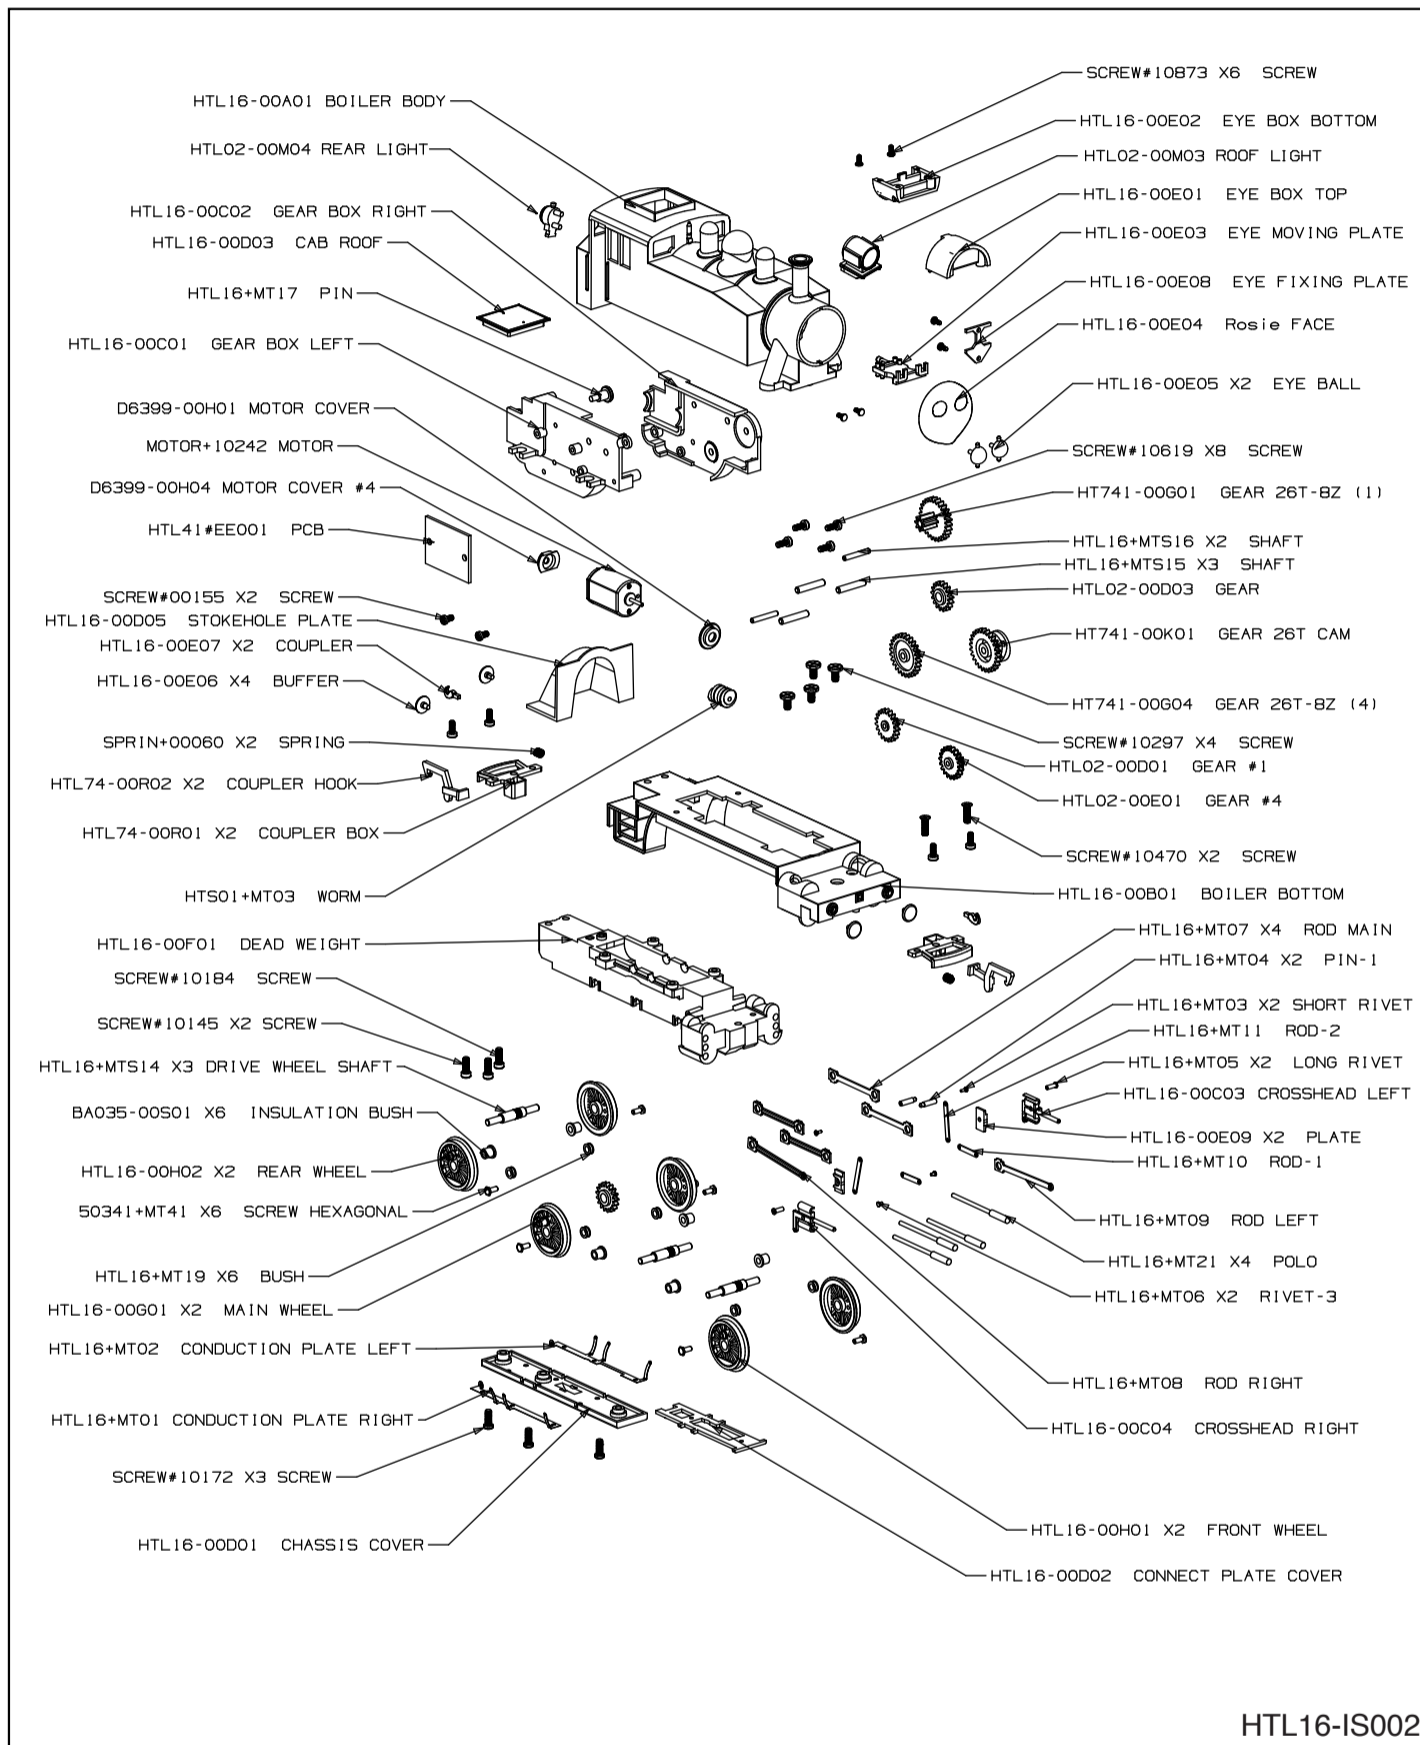 HTL16-00A01 BOILER BODY
HTL02-00M04 REAR LIGHT
HTL16-00C02 GEAR BOX RIGHT
HTL16-00D03 CAB ROOF
HTL16+MT17 PIN
HTL16-00C01 GEAR BOX LEFT
D6399-00H01 MOTOR COVER
MOTOR+10242 MOTOR
D6399-00H04 MOTOR COVER #4
HTL41#EE001 PCB
SCREW#00155 X2 SCREW
HTL16-00D05 STOKEHOLE PLATE
HTL16-00E07 X2 COUPLER
HTL16-00E06 X4 BUFFER
SPRIN+00060 X2 SPRING
HTL74-00R02 X2 COUPLER HOOK
HTL74-00R01 X2 COUPLER BOX
HTS01+MT03 WORM
HTL16-00F01 DEAD WEIGHT
SCREW#10184 SCREW
SCREW#10145 X2 SCREW
HTL16+MTS14 X3 DRIVE WHEEL SHAFT
BA035-00S01 X6 INSULATION BUSH
HTL16-00H02 X2 REAR WHEEL
50341+MT41 X6 SCREW HEXAGONAL
HTL16+MT19 X6 BUSH
HTL16-00G01 X2 MAIN WHEEL
HTL16+MT02 CONDUCTION PLATE LEFT
HTL16+MT01 CONDUCTION PLATE RIGHT
SCREW#10172 X3 SCREW
HTL16-00D01 CHASSIS COVER
SCREW#10873 X6 SCREW
HTL16-00E02 EYE BOX BOTTOM
HTL02-00M03 ROOF LIGHT
HTL16-00E01 EYE BOX TOP
HTL16-00E03 EYE MOVING PLATE
HTL16-00E08 EYE FIXING PLATE
HTL16-00E04 Rosie FACE
HTL16-00E05 X2 EYE BALL
SCREW#10619 X8 SCREW
HT741-00G01 GEAR 26T-8Z (1)
HTL16+MTS16 X2 SHAFT
HTL16+MTS15 X3 SHAFT
HTL02-00D03 GEAR
HT741-00K01 GEAR 26T CAM
HT741-00G04 GEAR 26T-8Z (4)
SCREW#10297 X4 SCREW
HTL02-00D01 GEAR #1
HTL02-00E01 GEAR #4
SCREW#10470 X2 SCREW
HTL16-00B01 BOILER BOTTOM
HTL16+MT07 X4 ROD MAIN
HTL16+MT04 X2 PIN-1
HTL16+MT03 X2 SHORT RIVET
HTL16+MT11 ROD-2
HTL16+MT05 X2 LONG RIVET
HTL16-00C03 CROSSHEAD LEFT
HTL16-00E09 X2 PLATE
HTL16+MT10 ROD-1
HTL16+MT09 ROD LEFT
HTL16+MT21 X4 POLO
HTL16+MT06 X2 RIVET-3
HTL16+MT08 ROD RIGHT
HTL16-00C04 CROSSHEAD RIGHT
HTL16-00H01 X2 FRONT WHEEL
HTL16-00D02 CONNECT PLATE COVER
HTL16-IS002